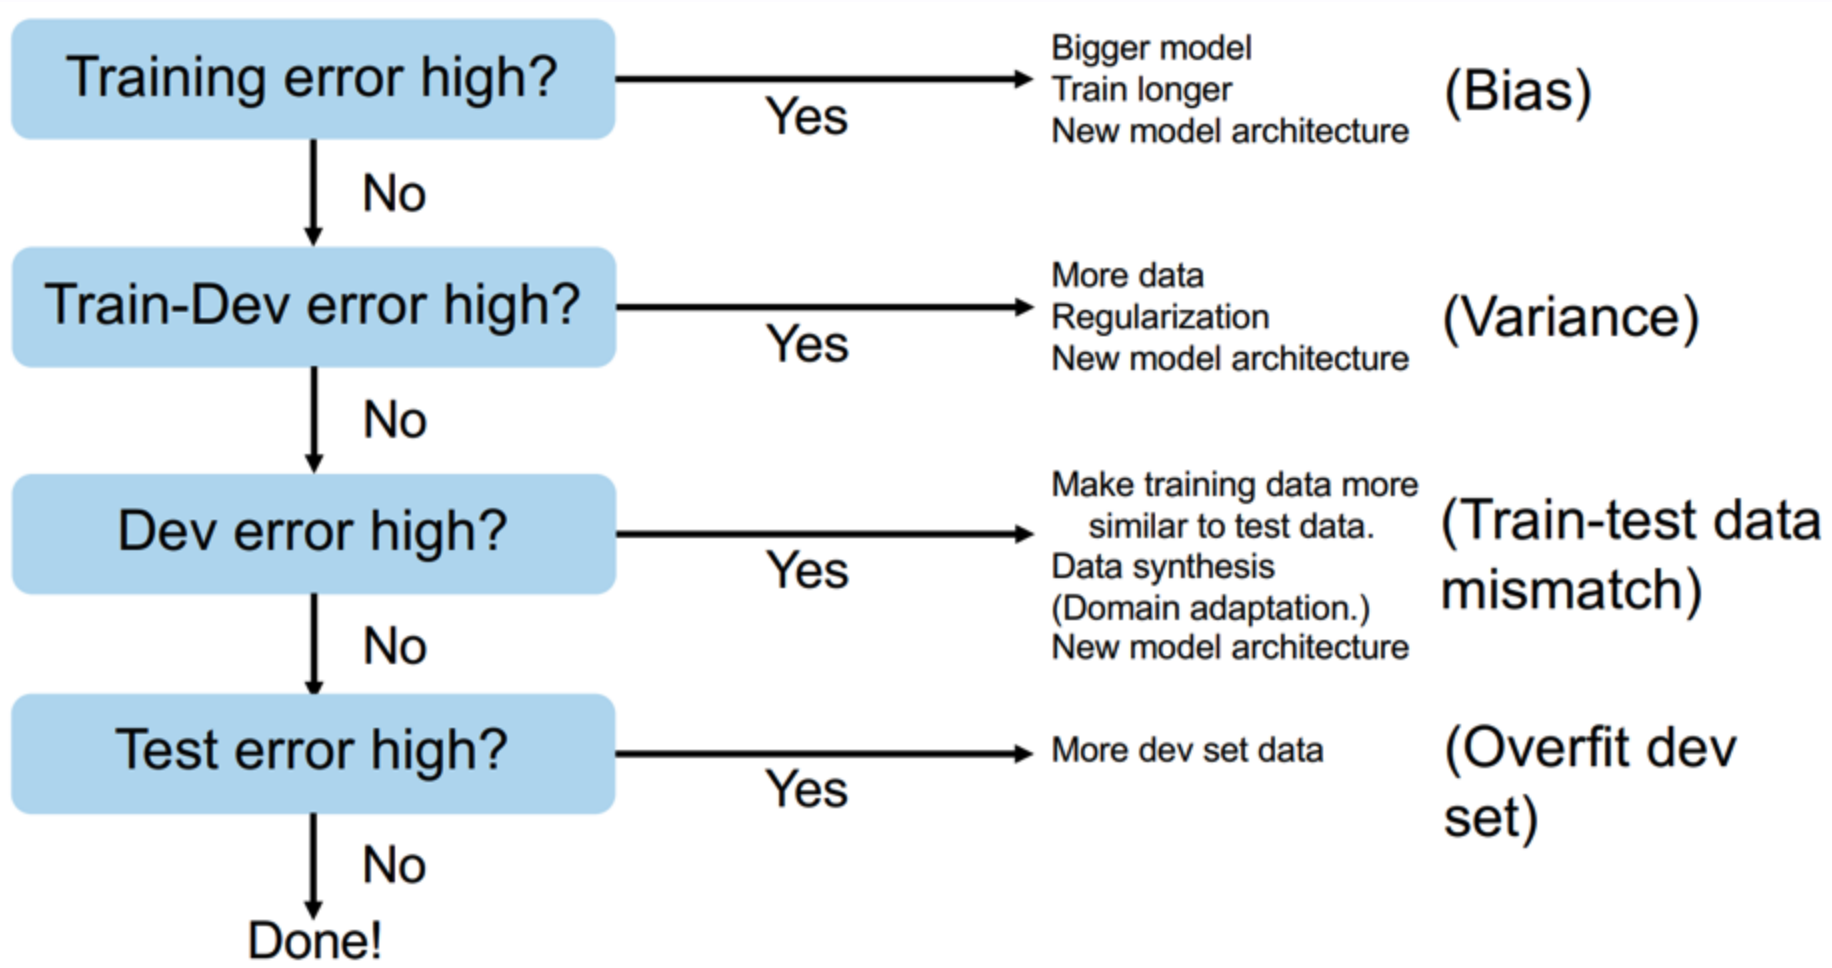 Training error high?
Yes
Bigger model
Train longer
New model architecture
(Bias)
No
Train-Dev error high?
Yes
More data
Regularization
New model architecture
(Variance)
No
Dev error high?
Yes
Make training data more
similar to test data.
Data synthesis
(Domain adaptation.)
New model architecture
(Train-test data
mismatch)
No
Test error high?
Yes
More dev set data
(Overfit dev
set)
No
Done!